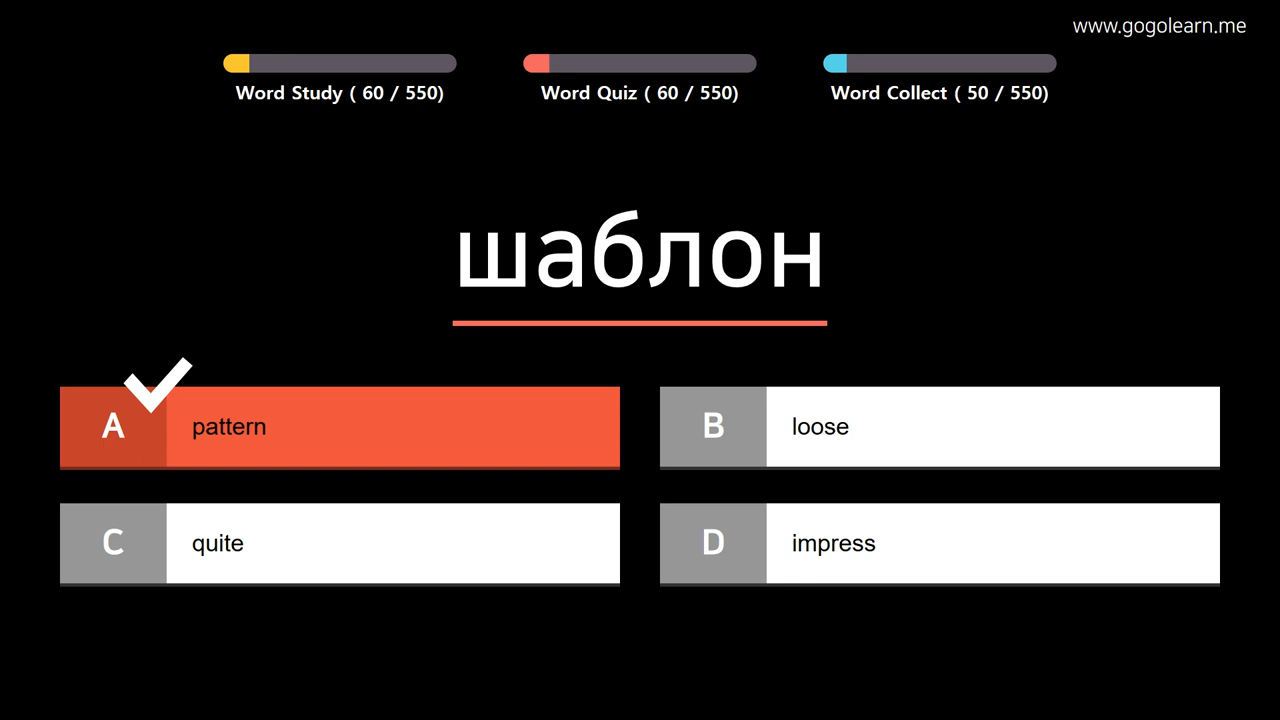 www.gogolearn.me
Word Study ( 60 / 550)
Word Quiz ( 60 / 550)
Word Collect ( 50 / 550)
шаблон
A pattern
B loose
C quite
D impress